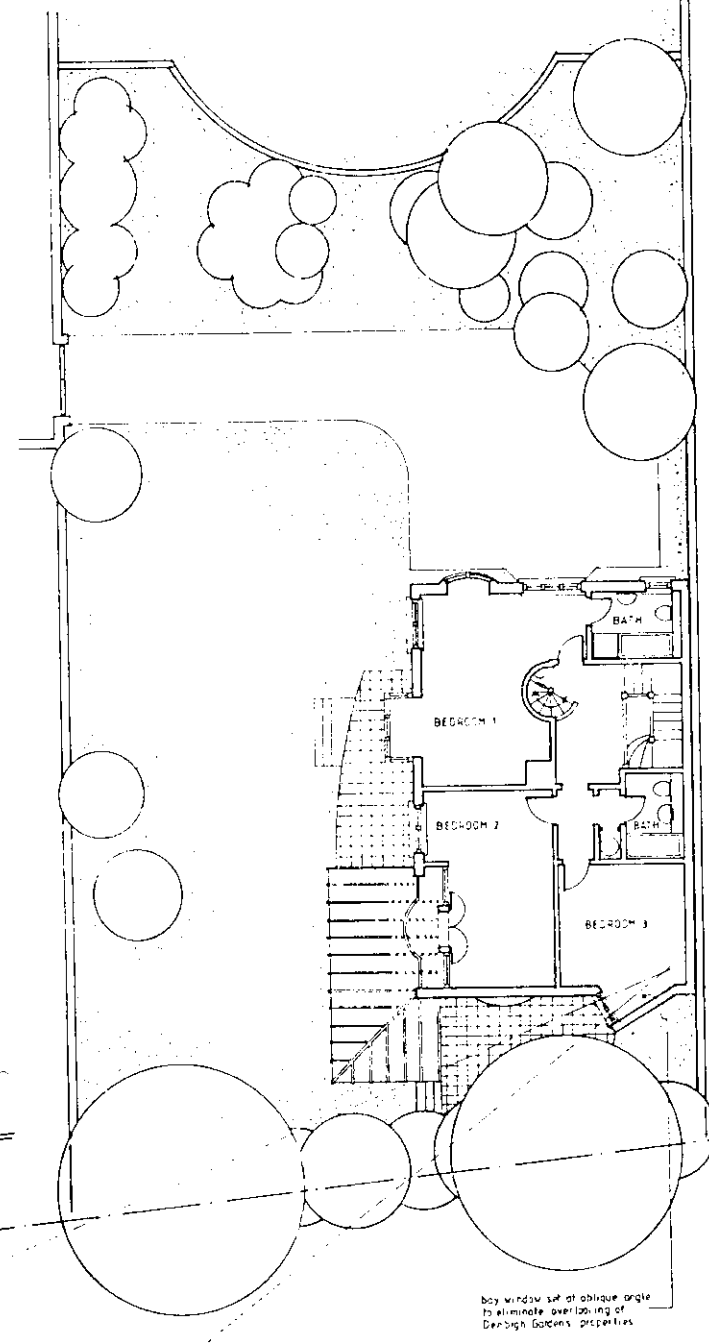 BATH
BEDROOM 1
BEDROOM 2
BATH
BEDROOM 3
bay window set at oblique angle
to eliminate overlooking of
Denbigh Gardens properties